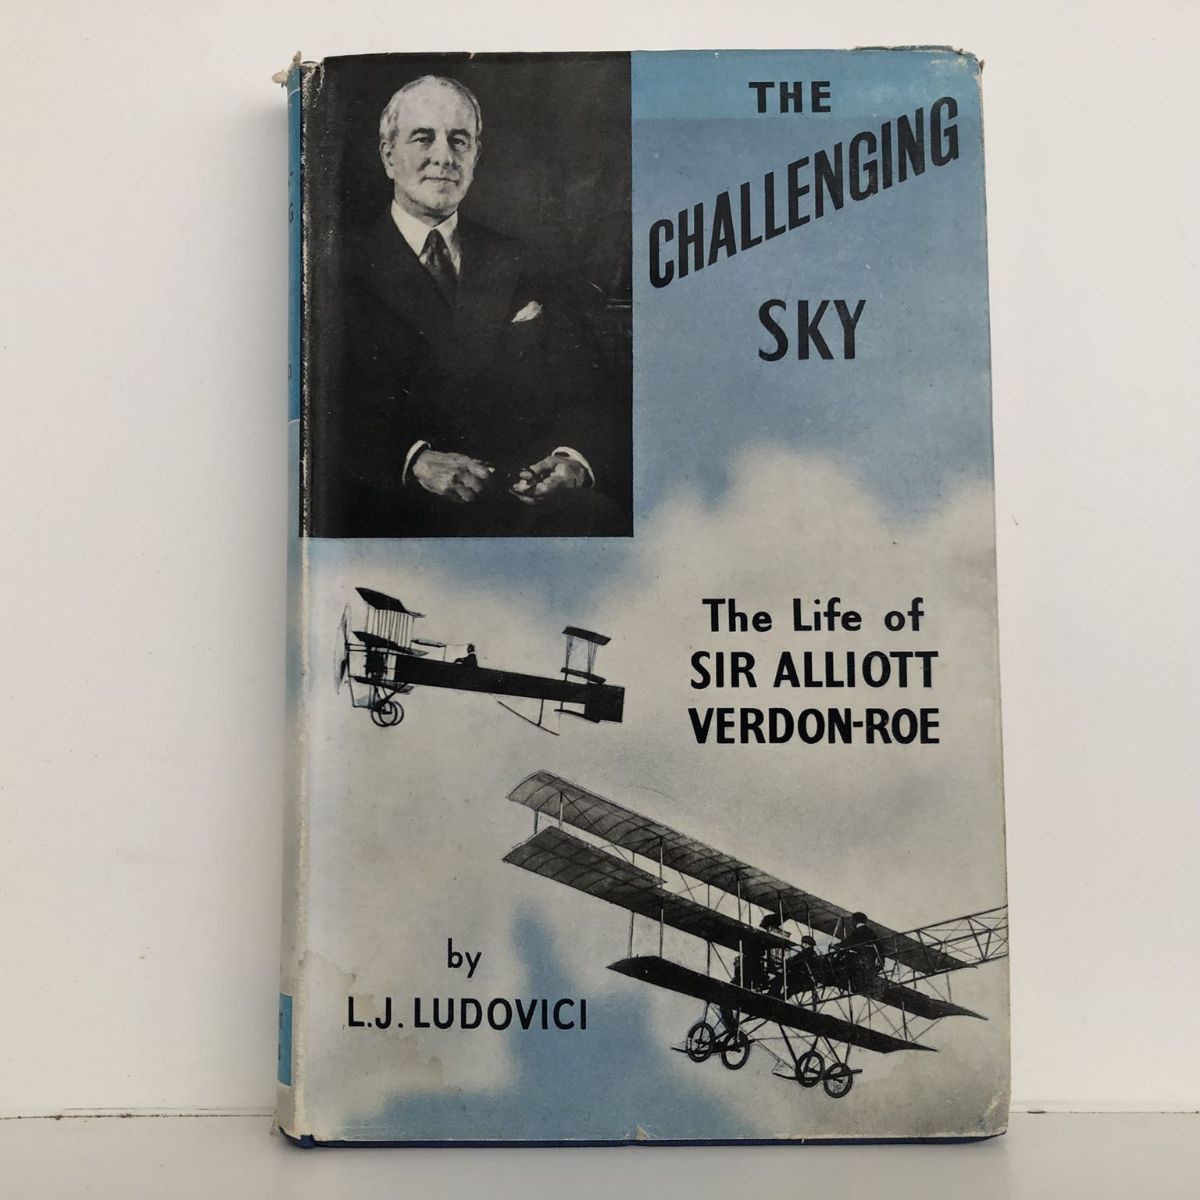 THE
CHALLENGING
SKY
The Life of
SIR ALLIOTT
VERDON-ROE
by
L.J. LUDOVICI